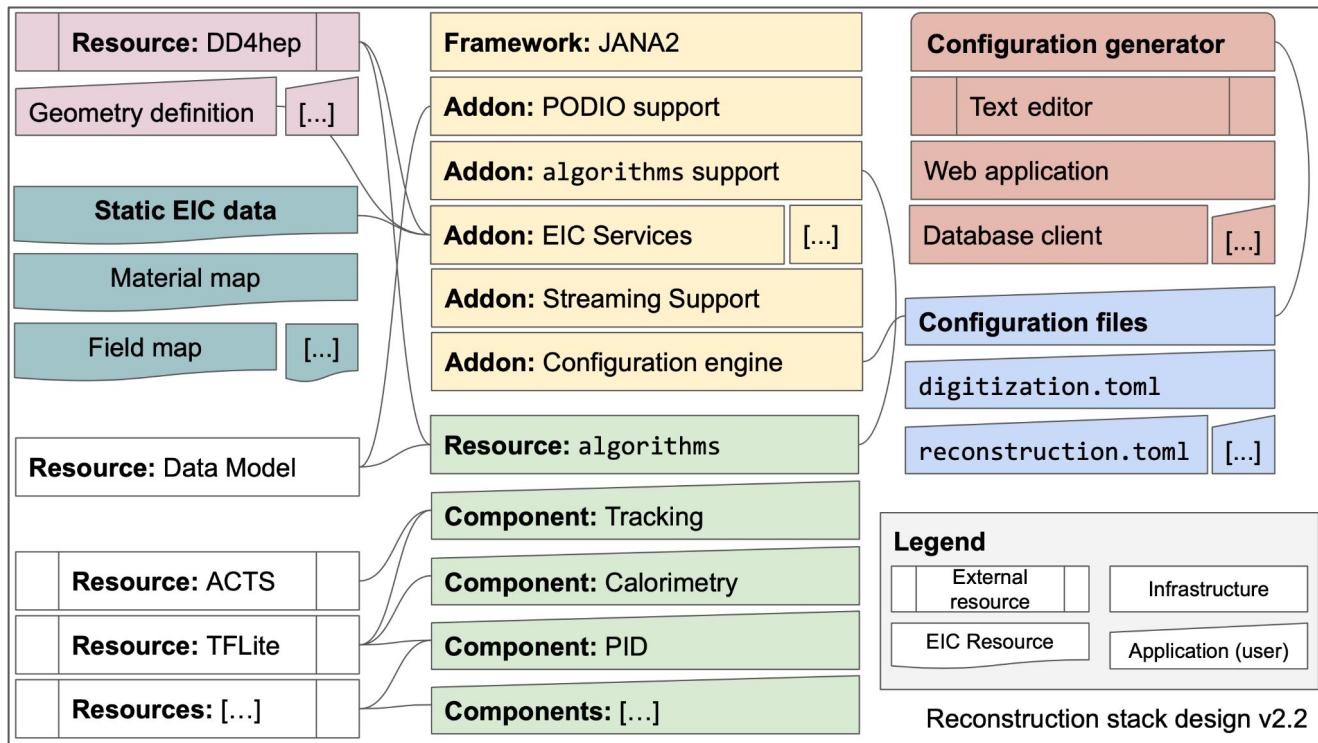 Resource: DD4hep
Geometry definition
[...]
Static EIC data
Material map
Field map
[...]
Resource: Data Model
Resource: ACTS
Resource: TFLite
Resources: [...]
Framework: JANA2
Addon: PODIO support
Addon: algorithms support
Addon: EIC Services
[...]
Addon: Streaming Support
Addon: Configuration engine
Resource: algorithms
Component: Tracking
Component: Calorimetry
Component: PID
Components: [...]
Configuration generator
Text editor
Web application
Database client
[...]
Configuration files
digitization.toml
reconstruction.toml
[...]
Legend
External
resource
Infrastructure
EIC Resource
Application (user)
Reconstruction stack design v2.2